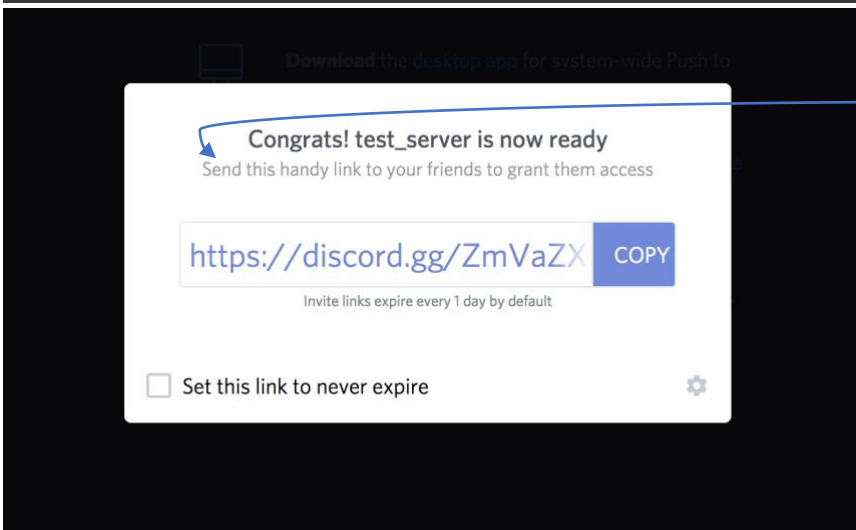 Download the desktop app for system-wide Push to
Congrats! test_server is now ready
Send this handy link to your friends to grant them access
https://discord.gg/ZmVaZX
COPY
Invite links expire every 1 day by default
Set this link to never expire